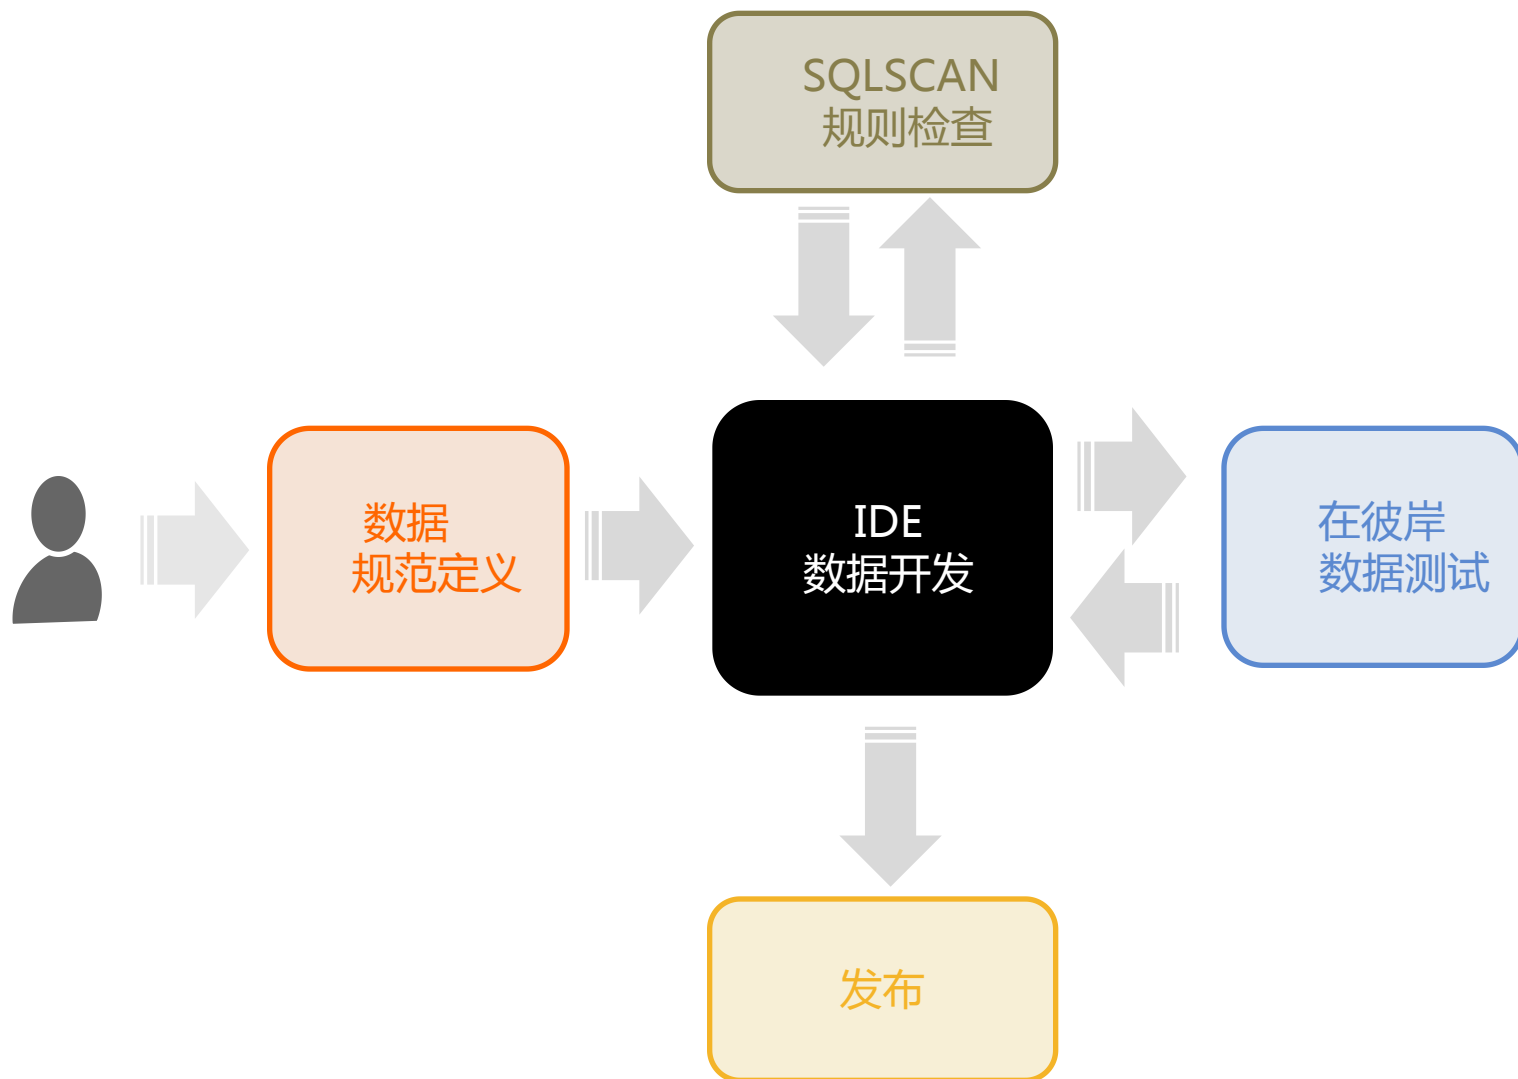 SQLSCAN
规则检查
数据
规范定义
IDE
数据开发
在彼岸
数据测试
发布